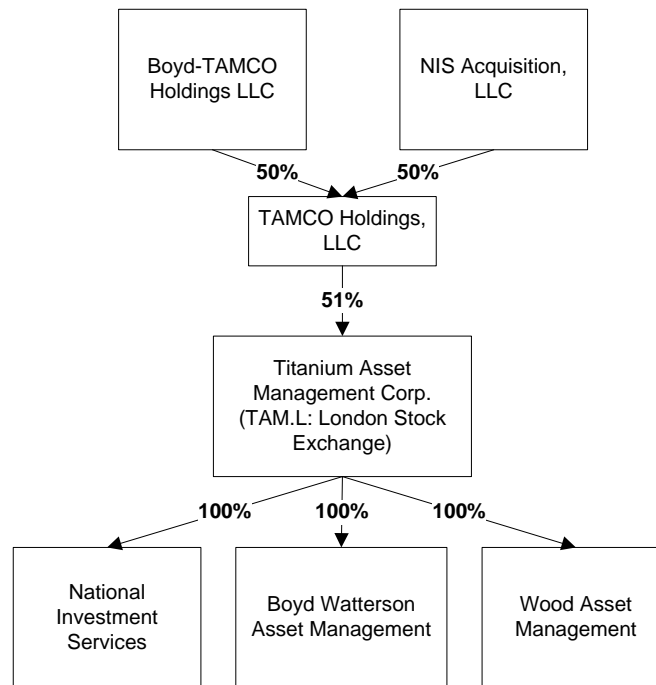 Boyd-TAMCO
Holdings LLC
NIS Acquisition,
LLC
50%
50%
TAMCO Holdings,
LLC
51%
Titanium Asset
Management Corp.
(TAM.L: London Stock
Exchange)
100%
100%
100%
National
Investment
Services
Boyd Watterson
Asset Management
Wood Asset
Management